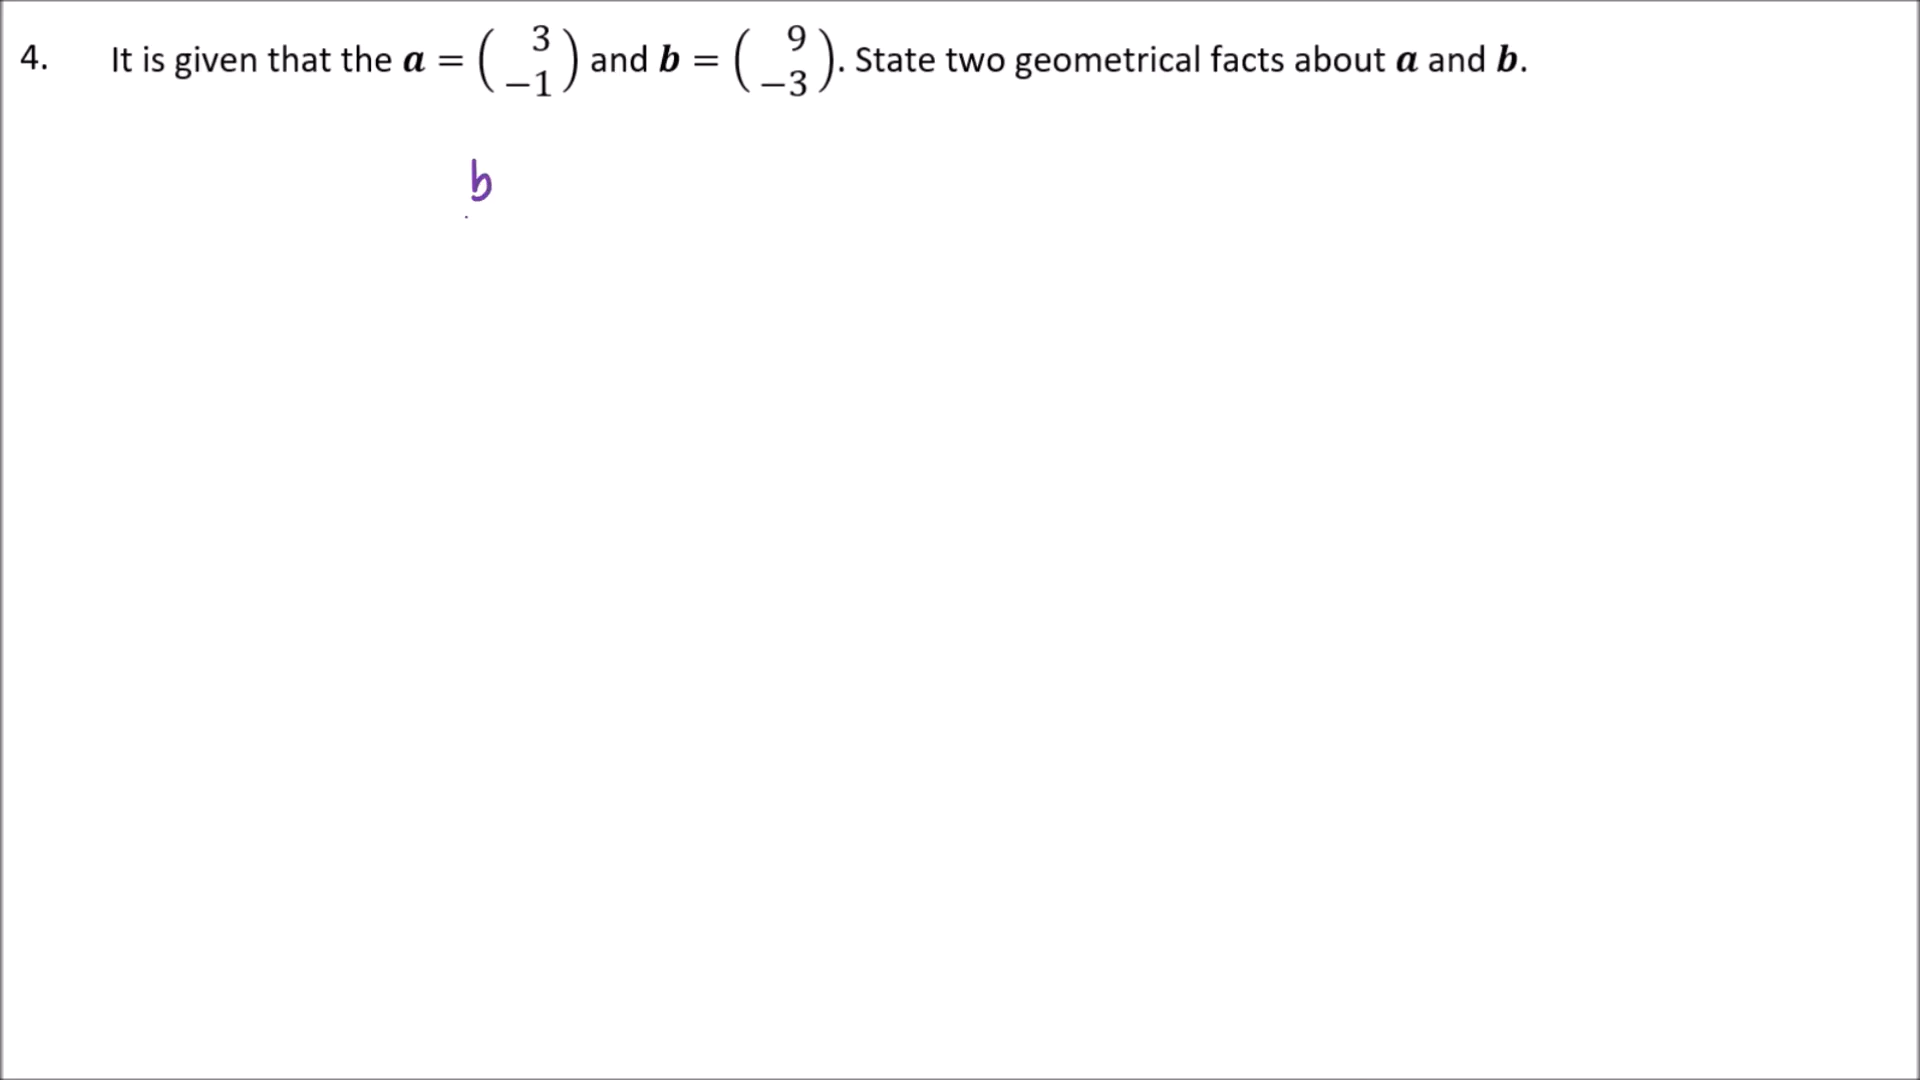 4. It is given that the a = (3 −1) and b = (9 −3). State two geometrical facts about a and b.
b